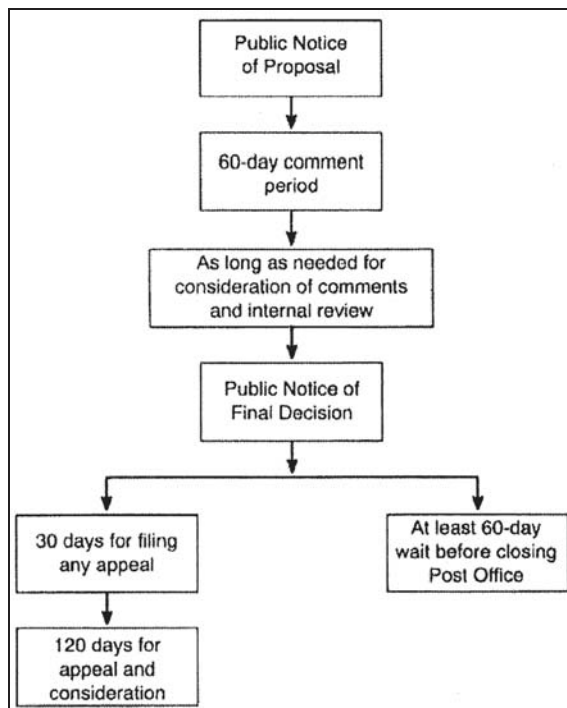 Public Notice
of Proposal
60-day comment
period
As long as needed for
consideration of comments
and internal review
Public Notice of
Final Decision
30 days for filing
any appeal
At least 60-day
wait before closing
Post Office
120 days for
appeal and
consideration